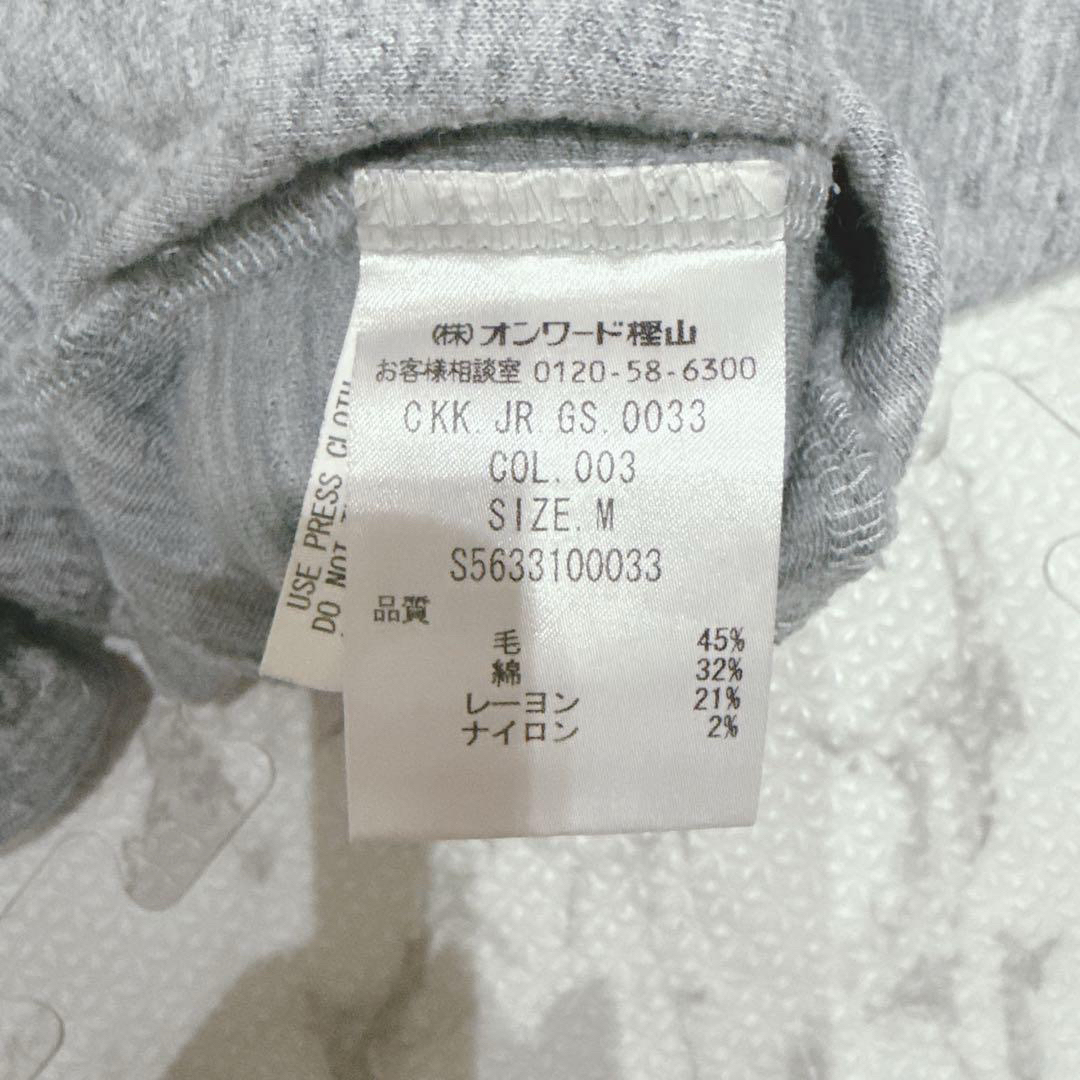 (株)オンワード樫山
お客様相談室 0120-58-6300
CKK.JR GS.0033
COL.003
SIZE.M
S5633100033
品質
毛 45%
綿 32%
レーヨン 21%
ナイロン 2%
USE PRESS CLOTH
DO NOT